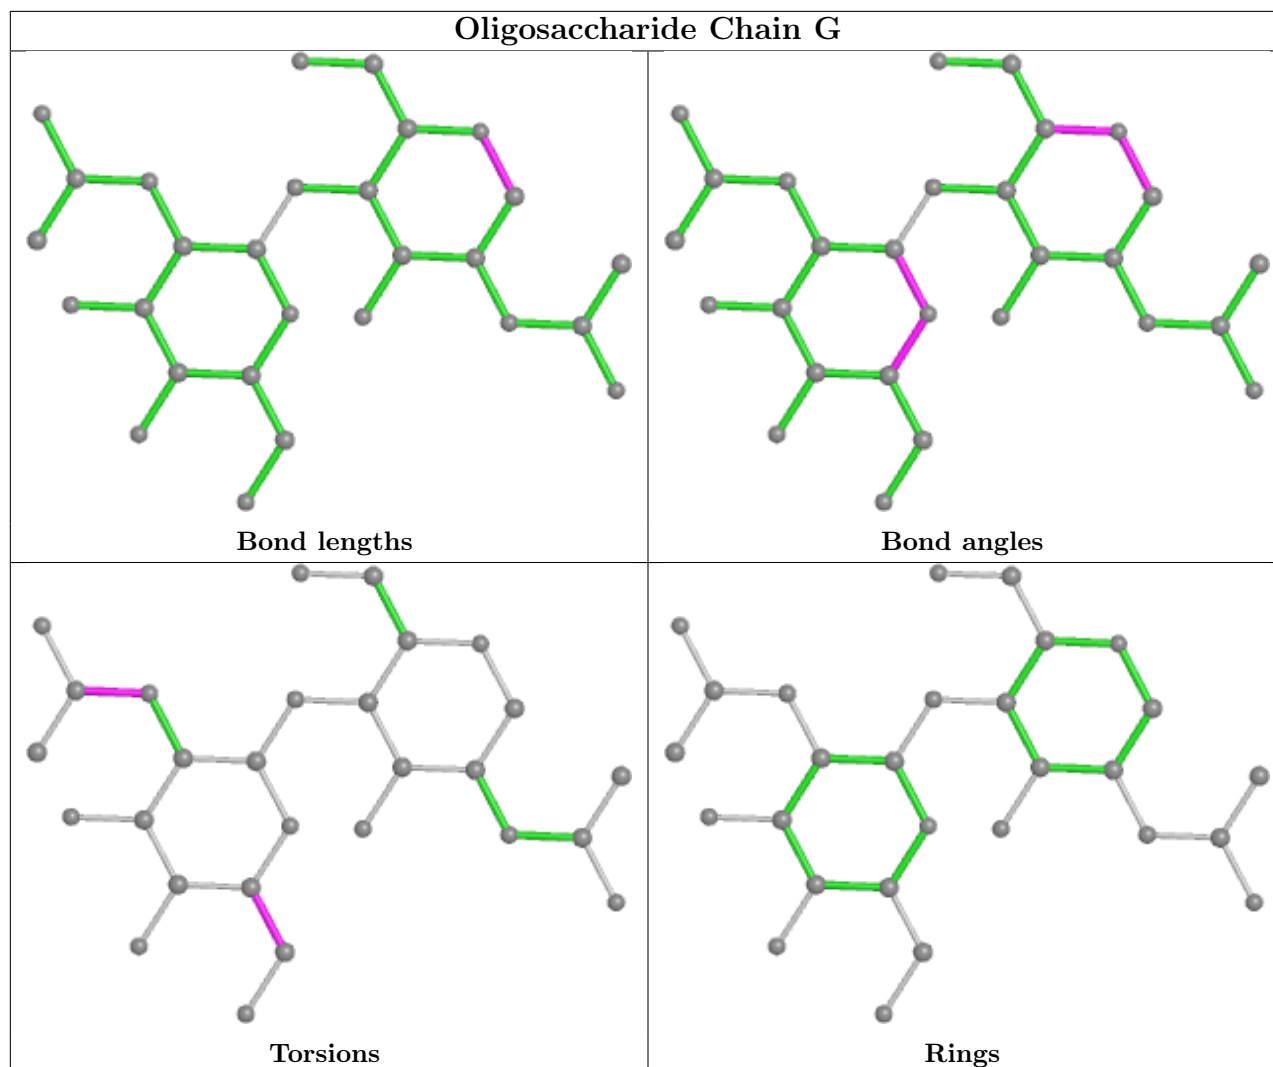 Oligosaccharide Chain G
Bond lengths
Bond angles
Torsions
Rings